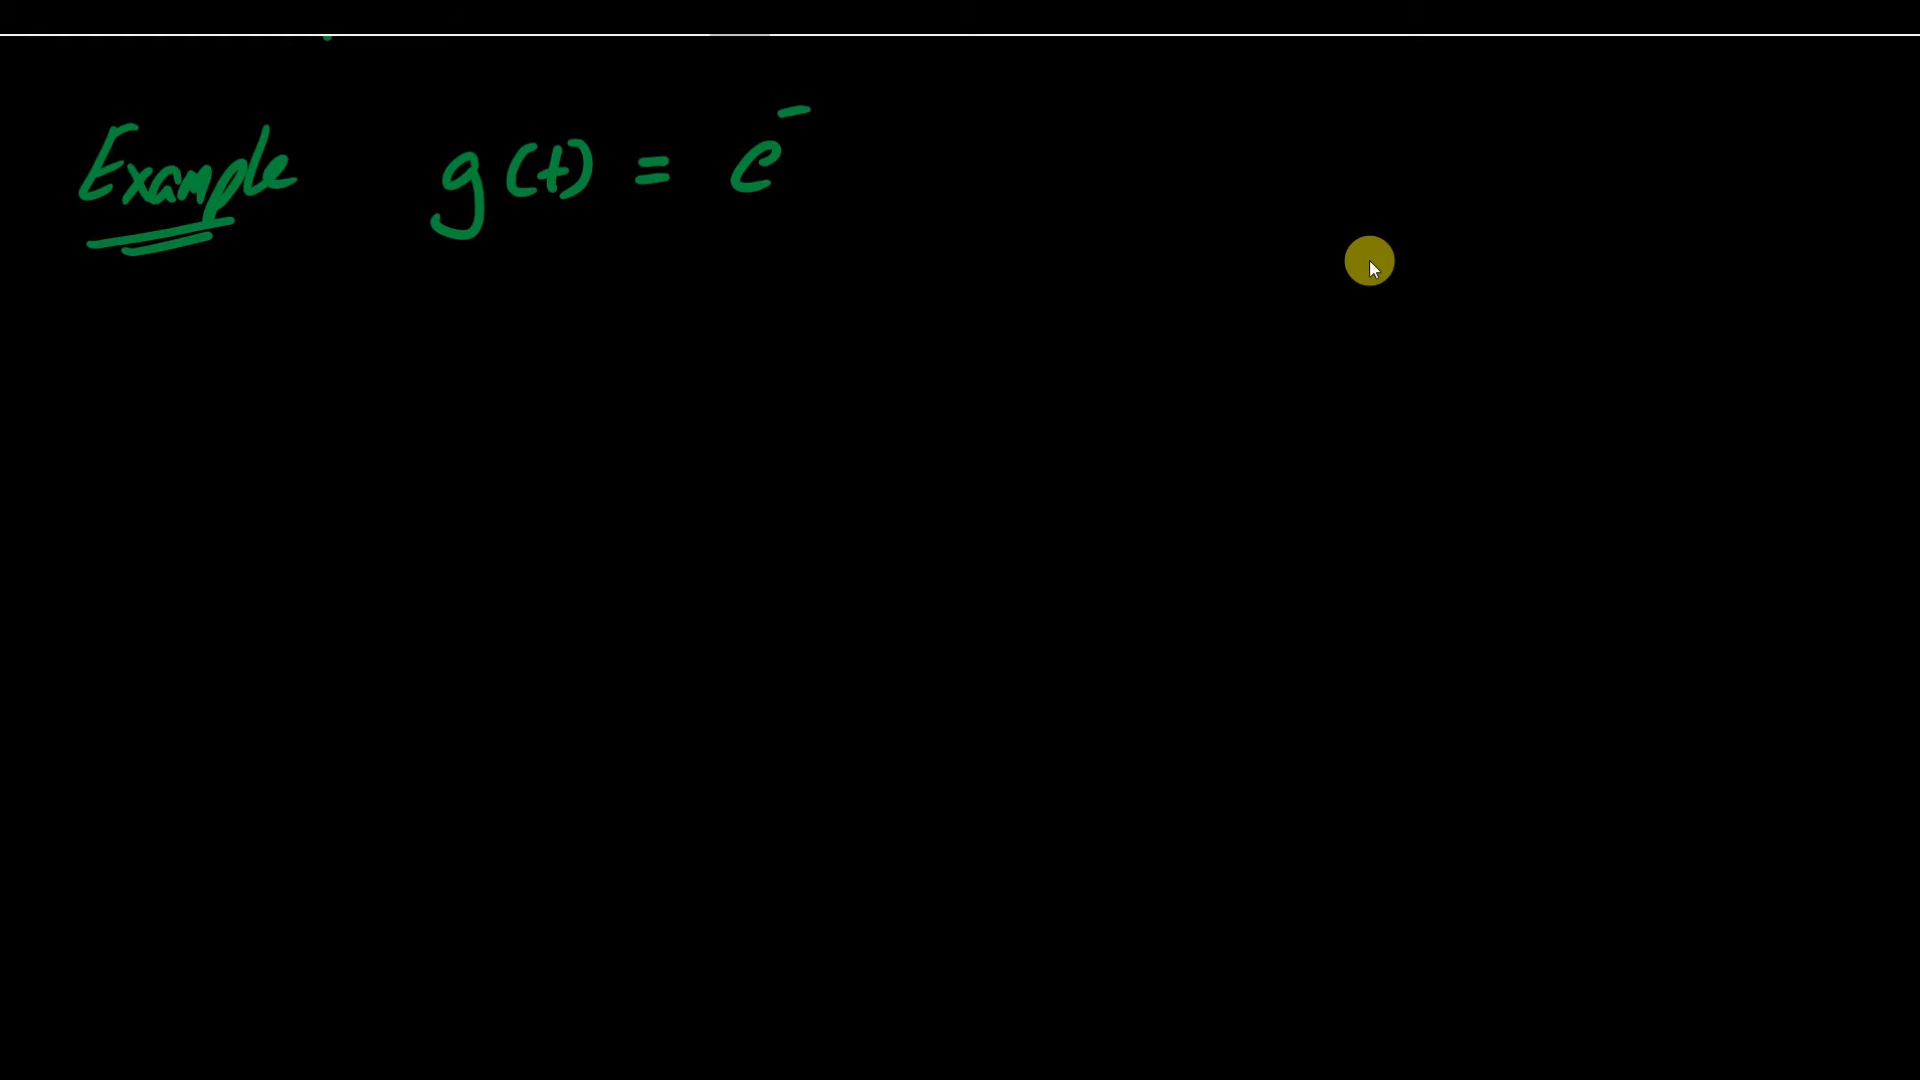 Example g(t) = e⁻